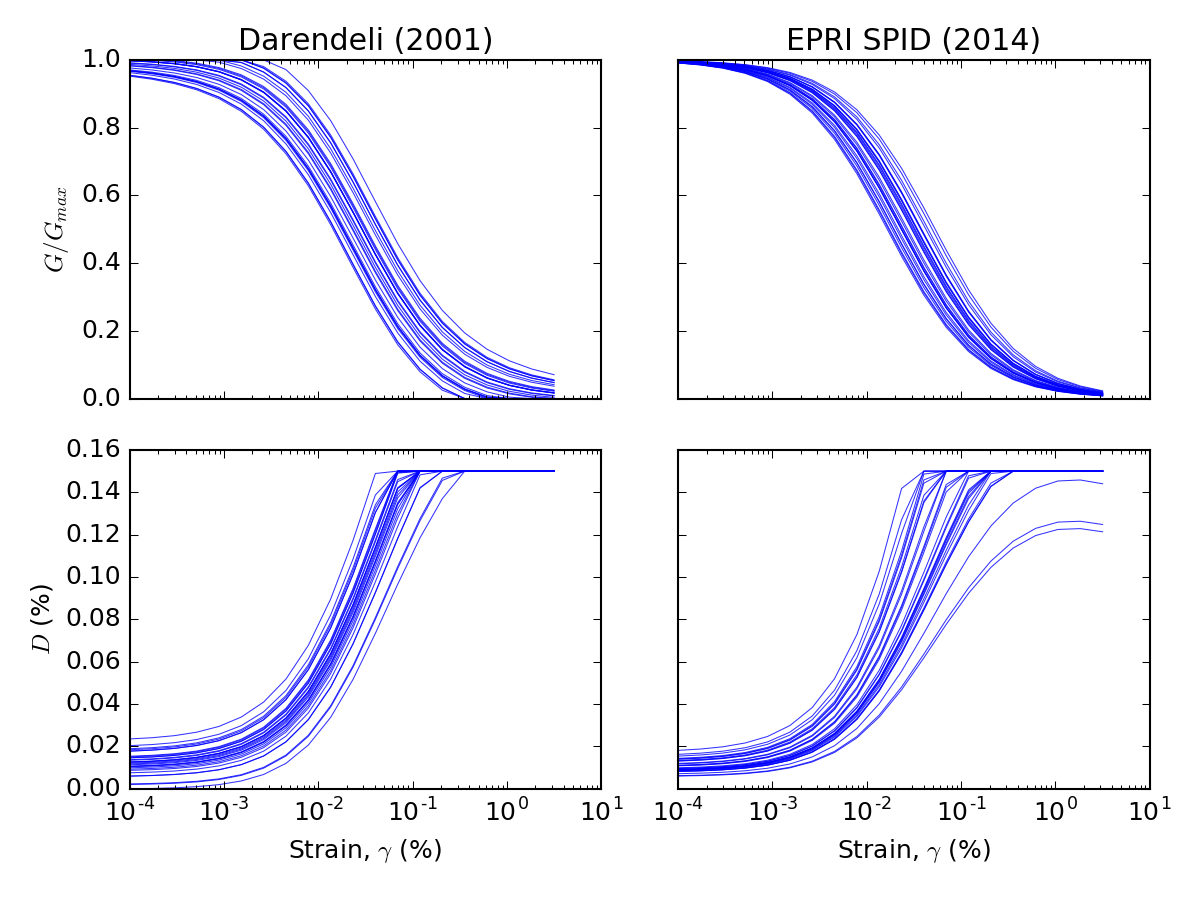 Darendeli (2001)
EPRI SPID (2014)
1.0
0.8
0.6
0.4
0.2
0.0
G/G_max
0.16
0.14
0.12
0.10
0.08
0.06
0.04
0.02
0.00
D (%)
10^-4 10^-3 10^-2 10^-1 10^0 10^1
10^-4 10^-3 10^-2 10^-1 10^0 10^1
Strain, γ (%)
Strain, γ (%)